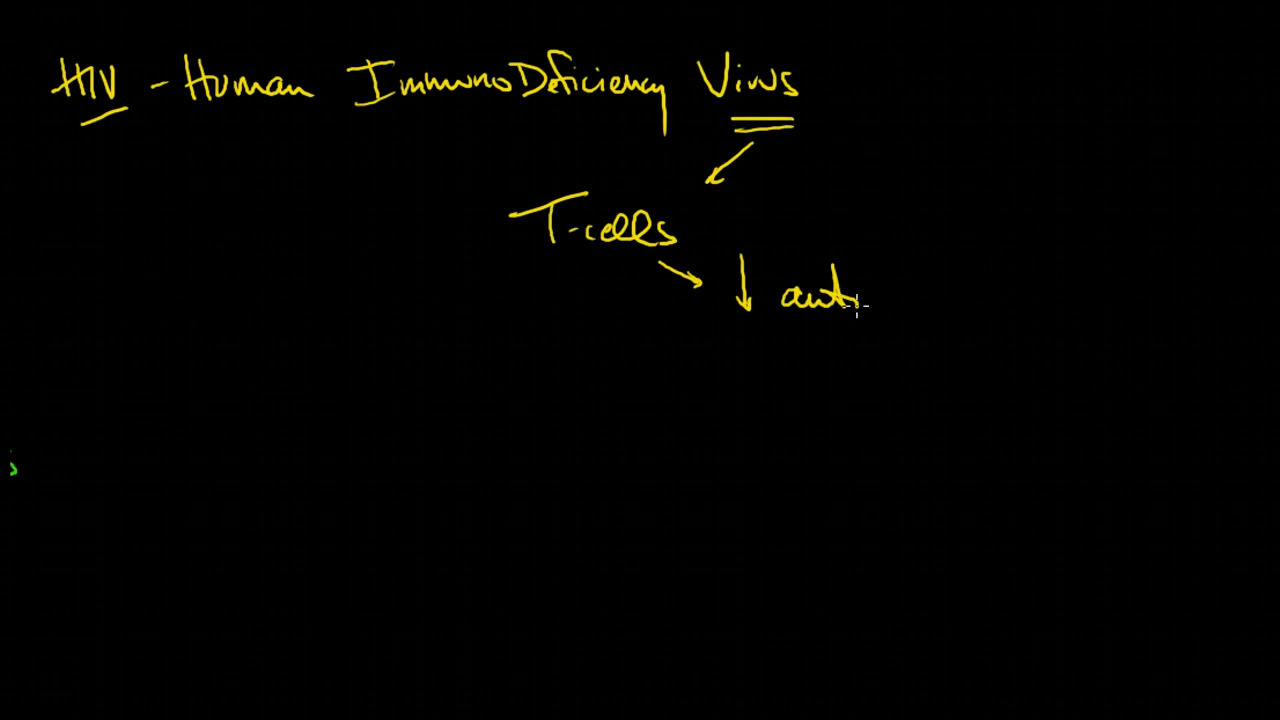 HIV - Human ImmunoDeficiency Virus
T-cells
↓ ant